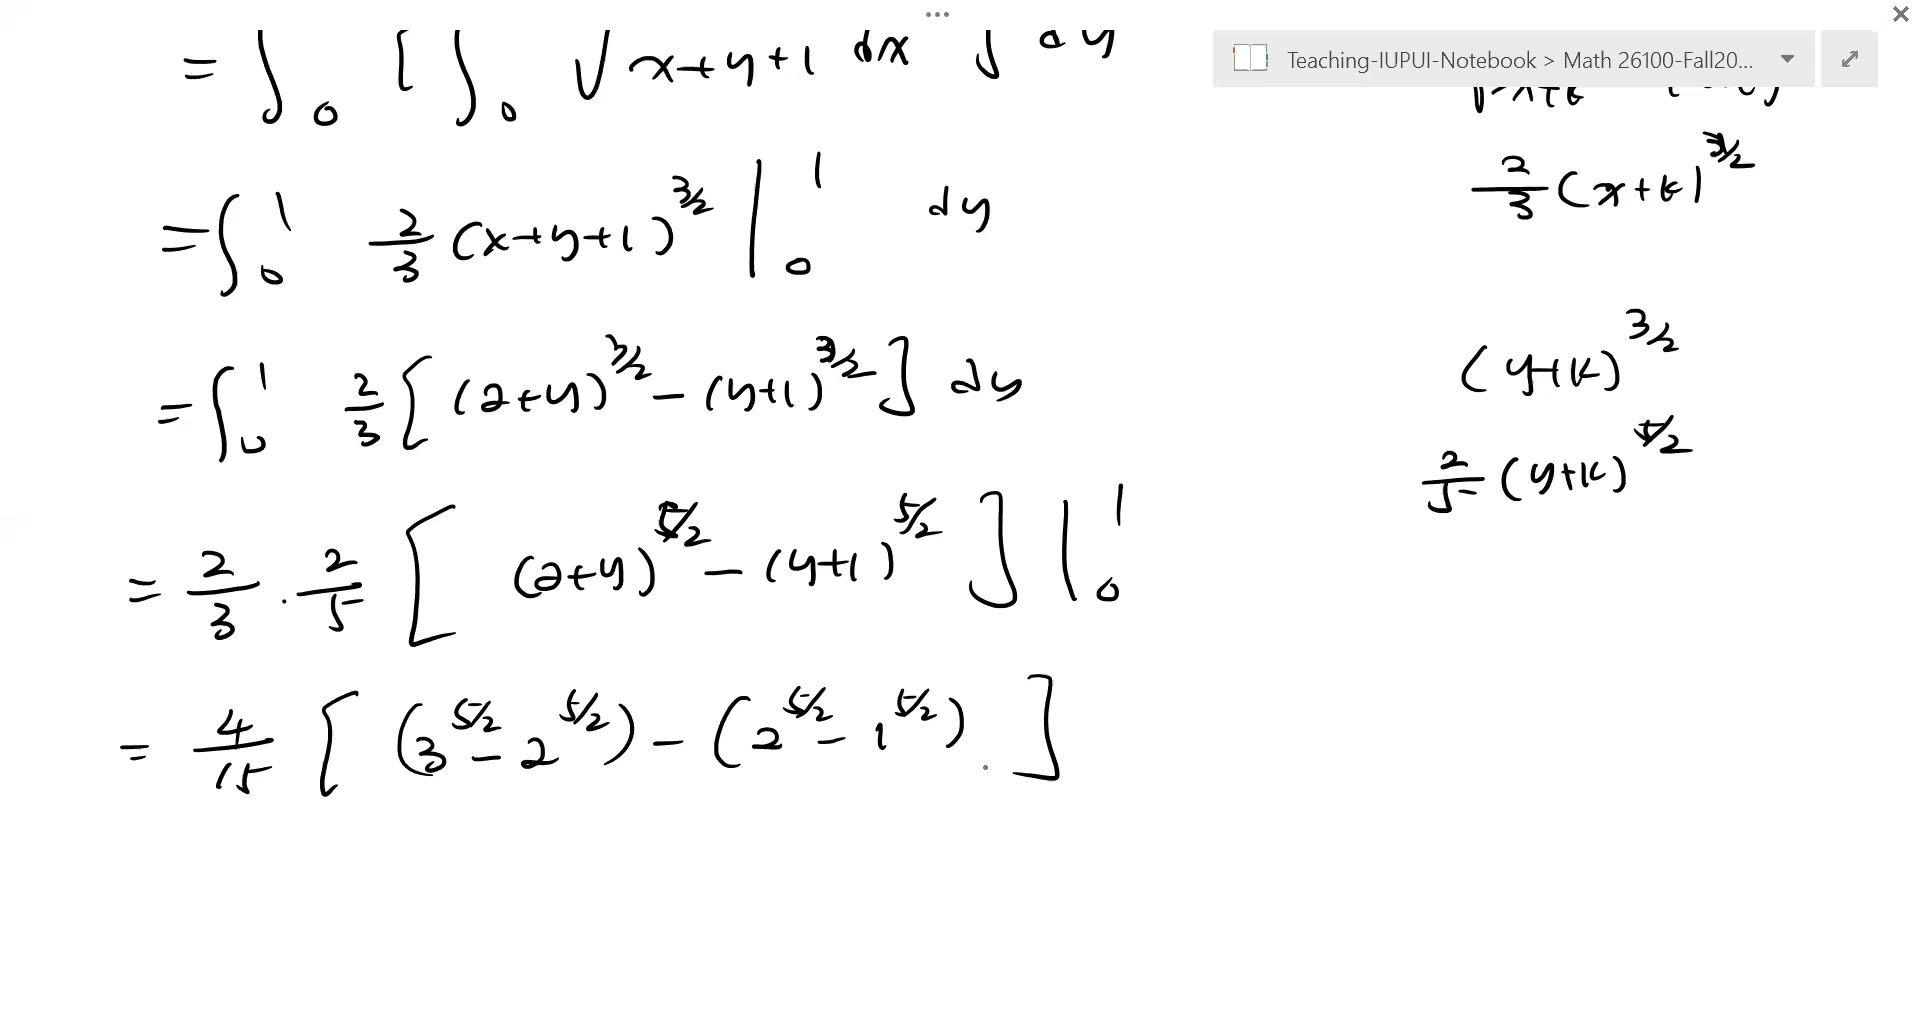 Teaching-IUPUI-Notebook > Math 26100-Fall20...
= ∫₀ [ ∫₀ √x+y+1 dx ] dy
= ∫₀¹ 2/3 (x+y+1)^3/2 |₀¹ dy
= ∫₀¹ 2/3 [ (2+y)^3/2 − (y+1)^3/2 ] dy
= 2/3 · 2/5 [ (2+y)^5/2 − (y+1)^5/2 ] |₀¹
= 4/15 [ (3^5/2 − 2^5/2) − (2^5/2 − 1^5/2) ]
2/3 (x+k)^3/2
(y+k)^3/2
2/5 (y+k)^5/2